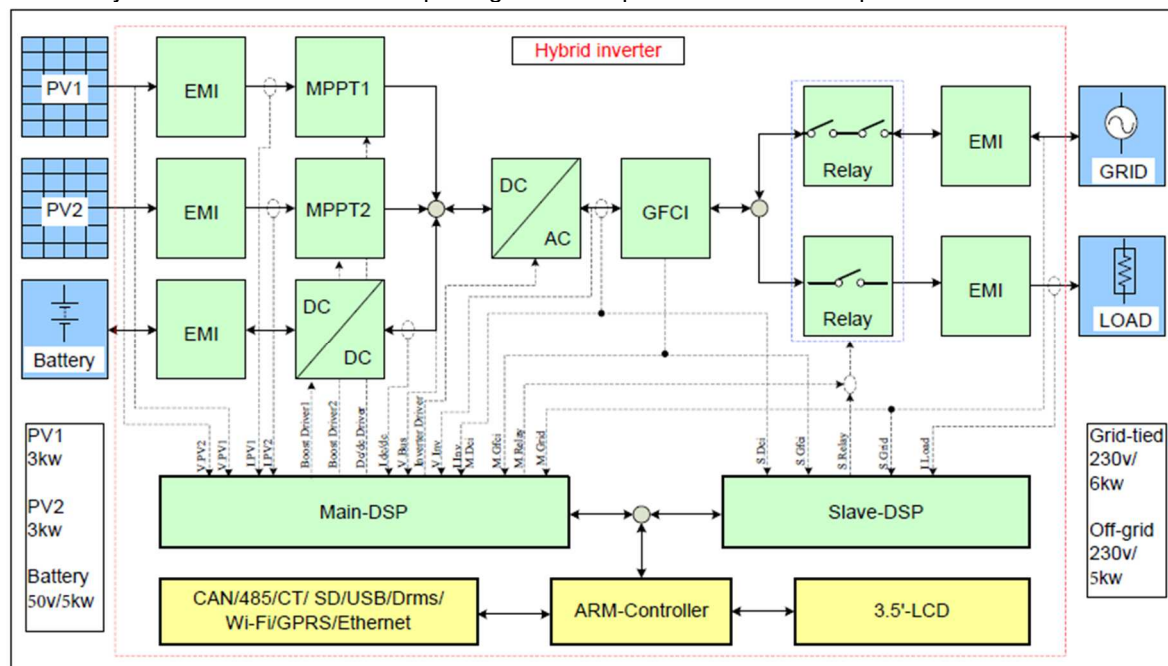 Hybrid inverter
PV1
EMI
MPPT1
PV2
EMI
MPPT2
Battery
EMI
DC
DC
DC
AC
GFCI
Relay
EMI
GRID
Relay
EMI
LOAD
V.PV2
V.PV1
I.PV1
I.PV2
Boost Driver1
Boost Driver2
Dc/dc Driver
I.dc/dc
V.Bus
Inverter Driver
V.Inv
I.Inv
M.Dci
M.Gfci
M.Relay
M.Grid
S.Dci
S.Gfci
S.Relay
S.Grid
I.Load
Main-DSP
Slave-DSP
CAN/485/CT/ SD/USB/Drms/
Wi-Fi/GPRS/Ethernet
ARM-Controller
3.5'-LCD
PV1
3kw
PV2
3kw
Battery
50v/5kw
Grid-tied
230v/
6kw
Off-grid
230v/
5kw